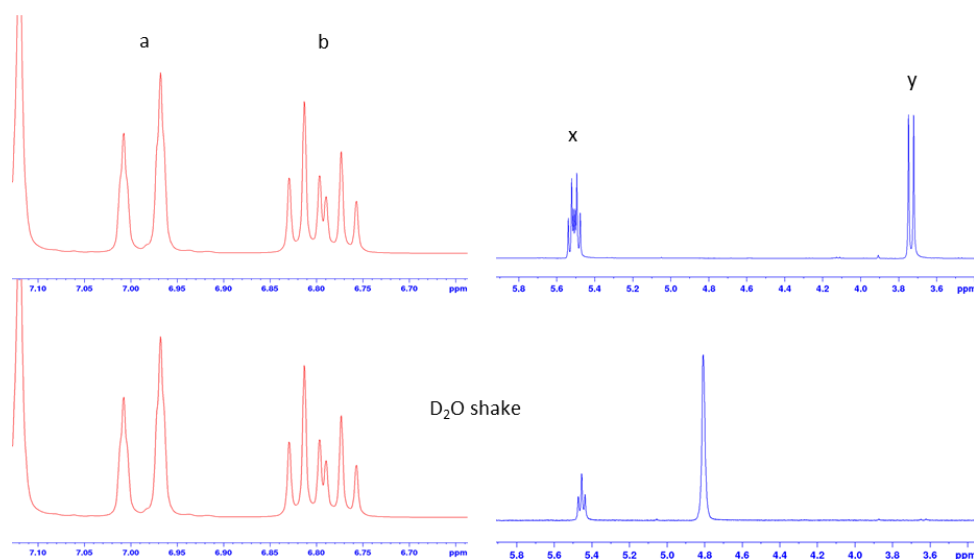 a b
x
y
7.10 7.05 7.00 6.95 6.90 6.85 6.80 6.75 6.70 ppm
5.8 5.6 5.4 5.2 5.0 4.8 4.6 4.4 4.2 4.0 3.8 3.6 ppm
D₂O shake
7.10 7.05 7.00 6.95 6.90 6.85 6.80 6.75 6.70 ppm
5.8 5.6 5.4 5.2 5.0 4.8 4.6 4.4 4.2 4.0 3.8 3.6 ppm